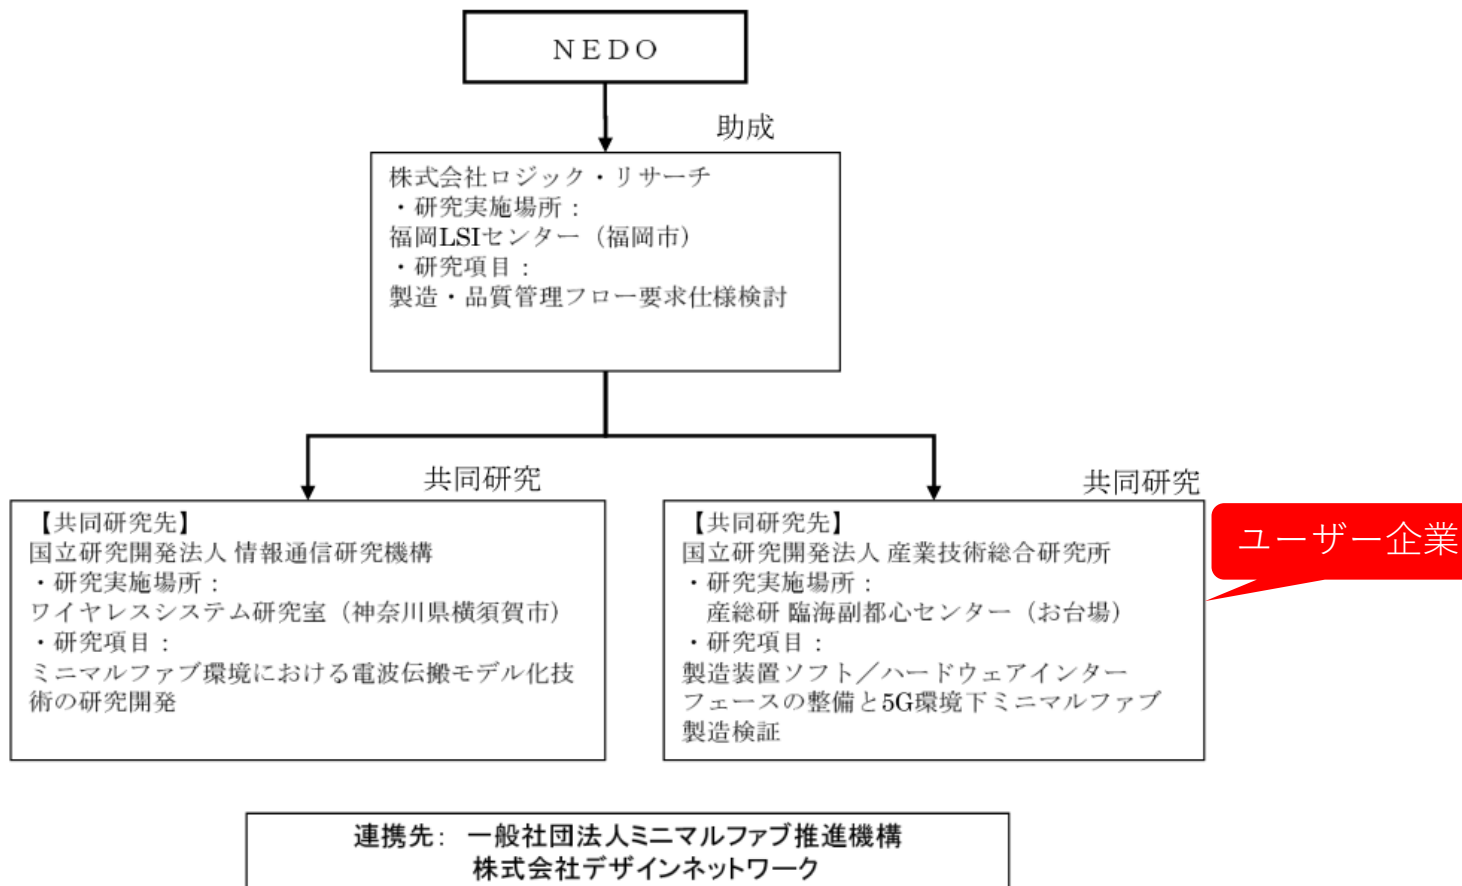 NEDO
助成
株式会社ロジック・リサーチ
・研究実施場所：
福岡LSIセンター（福岡市）
・研究項目：
製造・品質管理フロー要求仕様検討
共同研究
【共同研究先】
国立研究開発法人 情報通信研究機構
・研究実施場所：
ワイヤレスシステム研究室（神奈川県横須賀市）
・研究項目：
ミニマルファブ環境における電波伝搬モデル化技
術の研究開発
共同研究
【共同研究先】
国立研究開発法人 産業技術総合研究所
・研究実施場所：
産総研 臨海副都心センター（お台場）
・研究項目：
製造装置ソフト／ハードウェアインター
フェースの整備と5G環境下ミニマルファブ
製造検証
ユーザー企業
連携先： 一般社団法人ミニマルファブ推進機構
株式会社デザインネットワーク